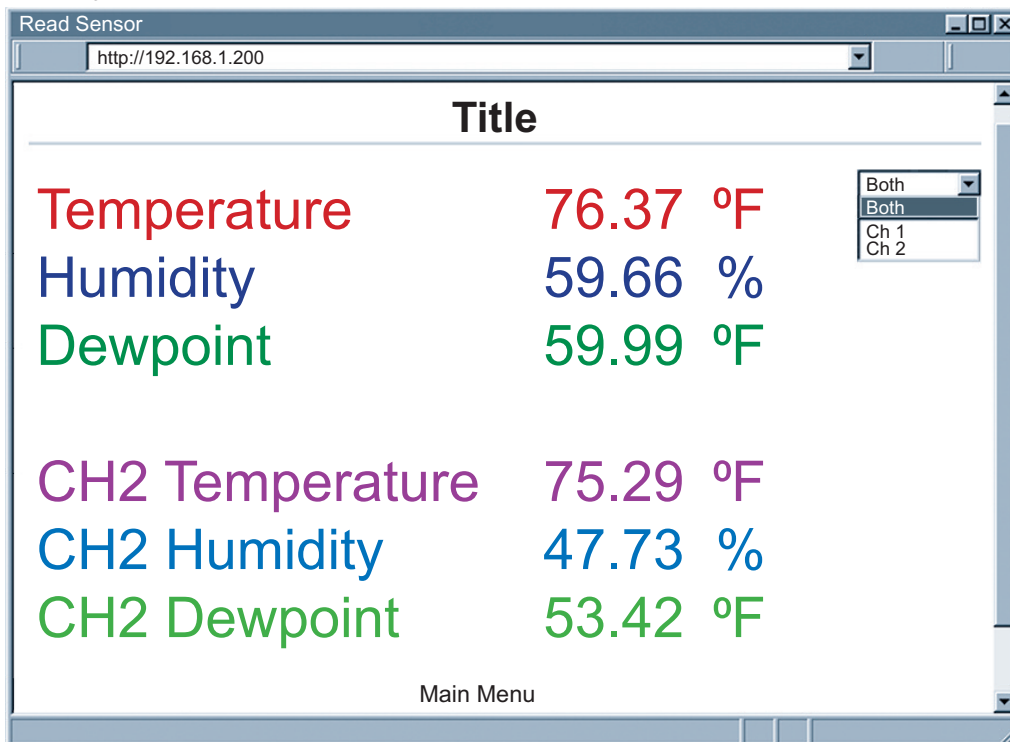 Read Sensor
http://192.168.1.200
Title
Temperature 76.37 ºF
Humidity 59.66 %
Dewpoint 59.99 ºF
Both
Both
Ch 1
Ch 2
CH2 Temperature 75.29 ºF
CH2 Humidity 47.73 %
CH2 Dewpoint 53.42 ºF
Main Menu